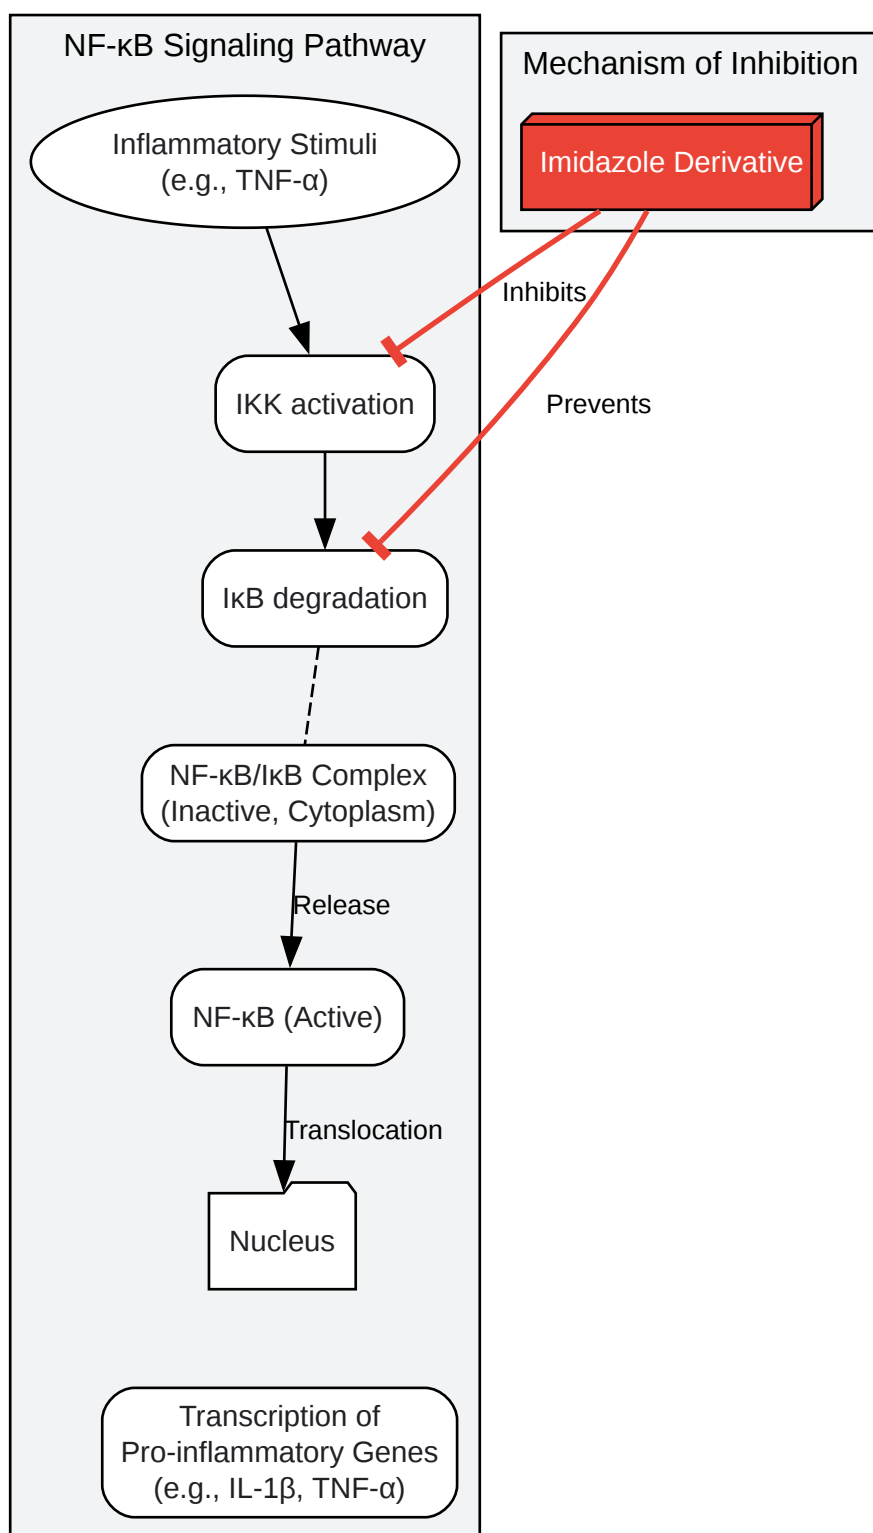 NF-κB Signaling Pathway
Mechanism of Inhibition
Inflammatory Stimuli
(e.g., TNF-α)
Imidazole Derivative
Inhibits
IKK activation
Prevents
IκB degradation
NF-κB/IκB Complex
(Inactive, Cytoplasm)
Release
NF-κB (Active)
Translocation
Nucleus
Transcription of
Pro-inflammatory Genes
(e.g., IL-1β, TNF-α)